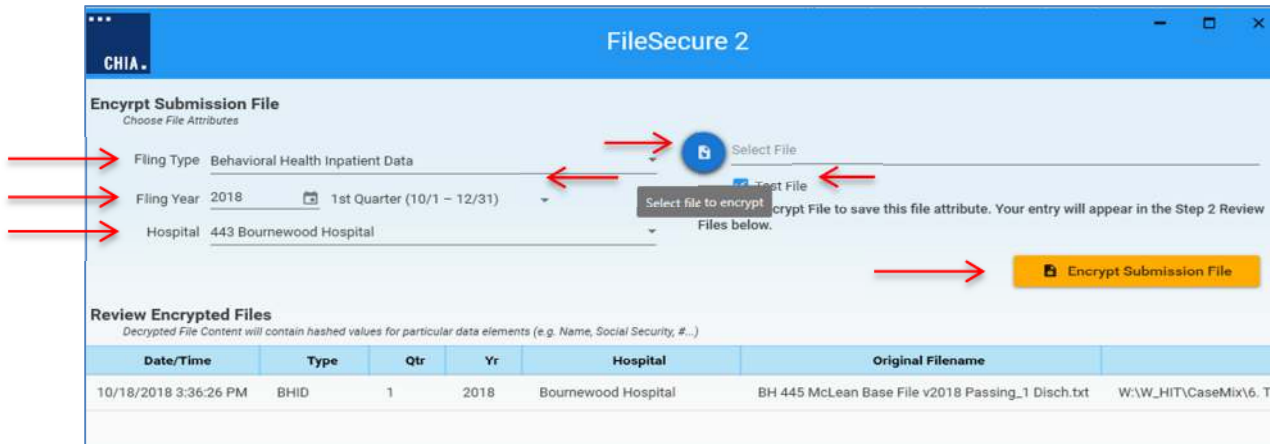 FileSecure 2
CHIA.
Encyrpt Submission File
Choose File Attributes
Fling Type Behavioral Health Inpatient Data
Select File
Test File
Fling Year 2018 1st Quarter (10/1 – 12/31)
Select file to encrypt
crypt File to save this file attribute. Your entry will appear in the Step 2 Review
Files below.
Hospital 443 Bournewood Hospital
Encrypt Submission File
Review Encrypted Files
Decrypted File Content will contain hashed values for particular data elements (e.g. Name, Social Security, #...)
Date/Time Type Qtr Yr Hospital Original Filename
10/18/2018 3:36:26 PM BHID 1 2018 Bournewood Hospital BH 445 McLean Base File v2018 Passing_1 Disch.txt W:\W_HIT\CaseMix\6. T